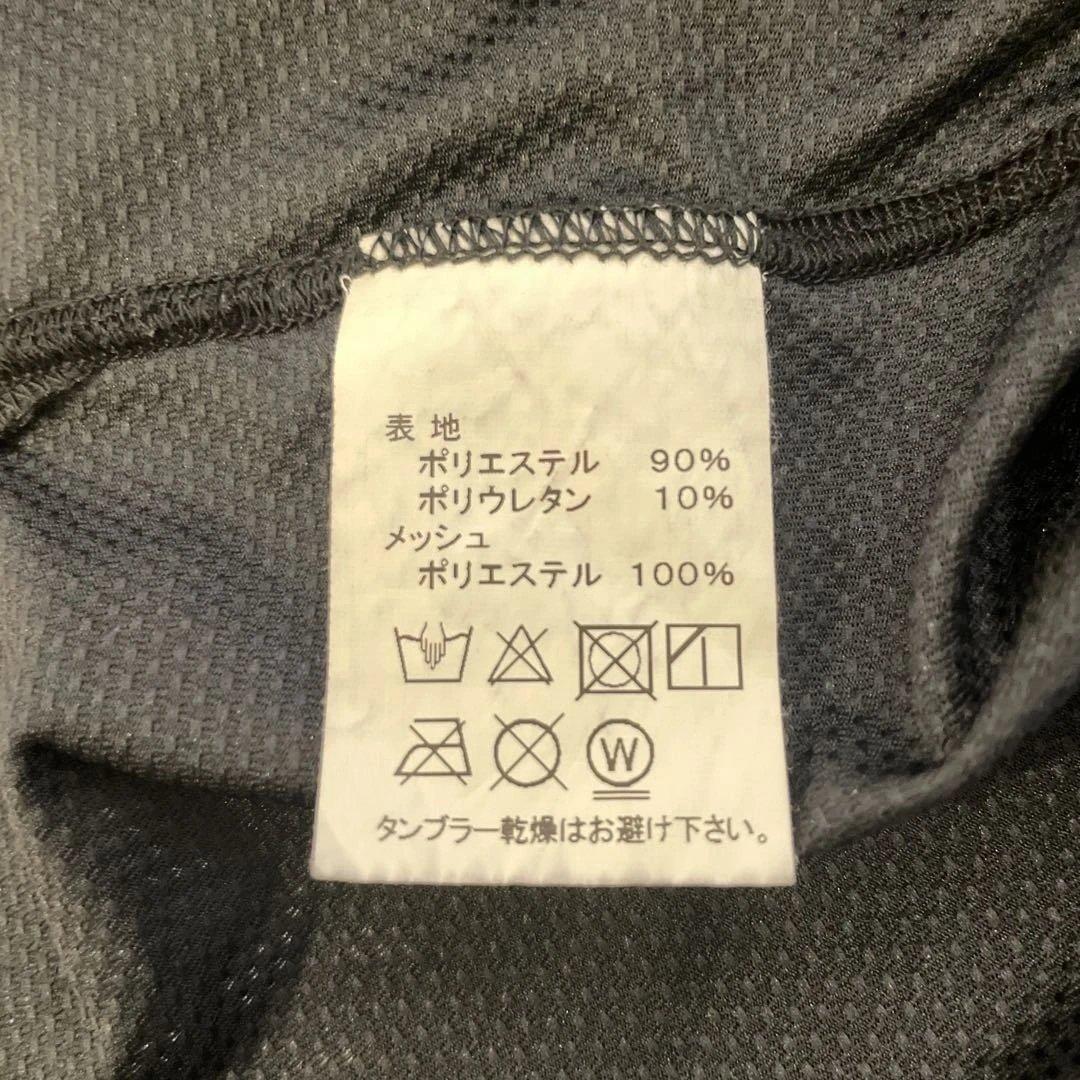 表地
ポリエステル 90%
ポリウレタン 10%
メッシュ
ポリエステル 100%
W
タンブラー乾燥はお避け下さい。